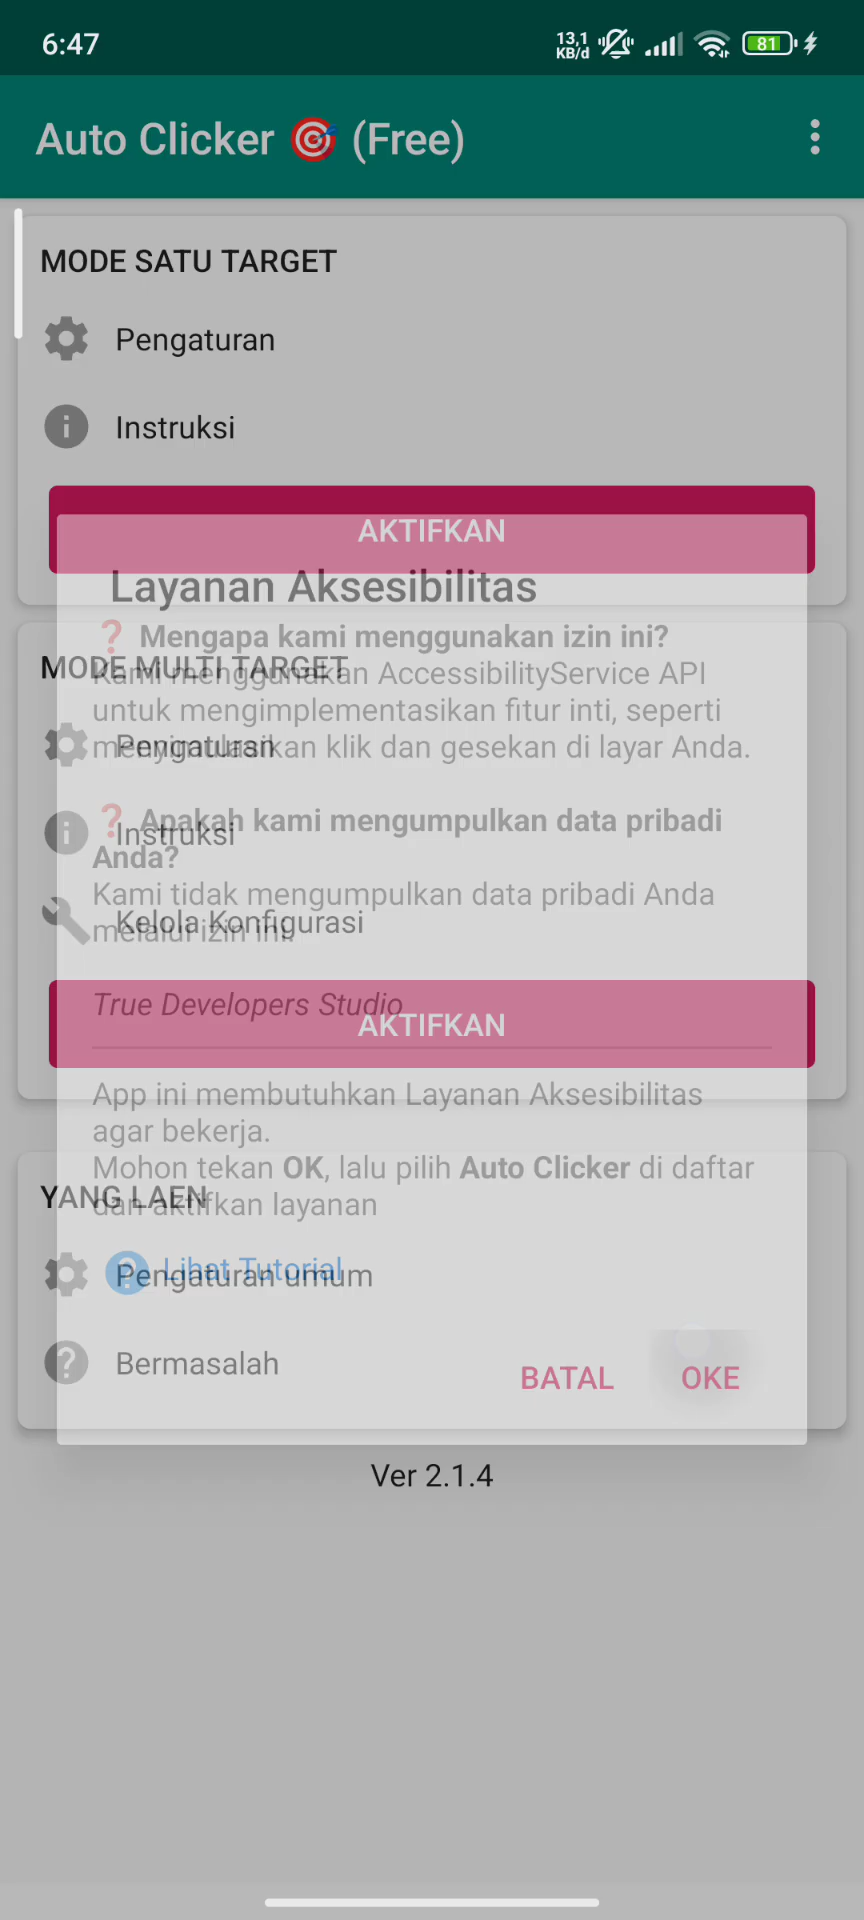 6:47
13,1
KB/d
81
Auto Clicker 🎯 (Free)
MODE SATU TARGET
Pengaturan
Instruksi
AKTIFKAN
Layanan Aksesibilitas
❓ Mengapa kami menggunakan izin ini?
MODE MULTI TARGET
Kami menggunakan AccessibilityService API
untuk mengimplementasikan fitur inti, seperti
Pengaturan
menyimulasikan klik dan gesekan di layar Anda.
❓ Apakah kami mengumpulkan data pribadi
Instruksi
Anda?
Kami tidak mengumpulkan data pribadi Anda
Kelola Konfigurasi
melalui izin ini.
True Developers Studio
AKTIFKAN
App ini membutuhkan Layanan Aksesibilitas
agar bekerja.
Mohon tekan OK, lalu pilih Auto Clicker di daftar
YANG LAEN
dan aktifkan layanan
Lihat Tutorial
Pengaturan umum
Bermasalah
BATAL
OKE
Ver 2.1.4